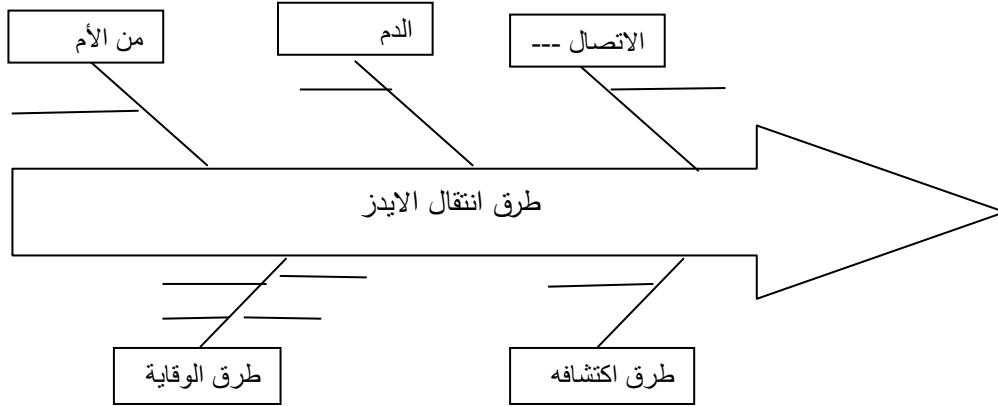 الاتصال ---
الدم
من الأم
طرق انتقال الايدز
طرق اكتشافه
طرق الوقاية